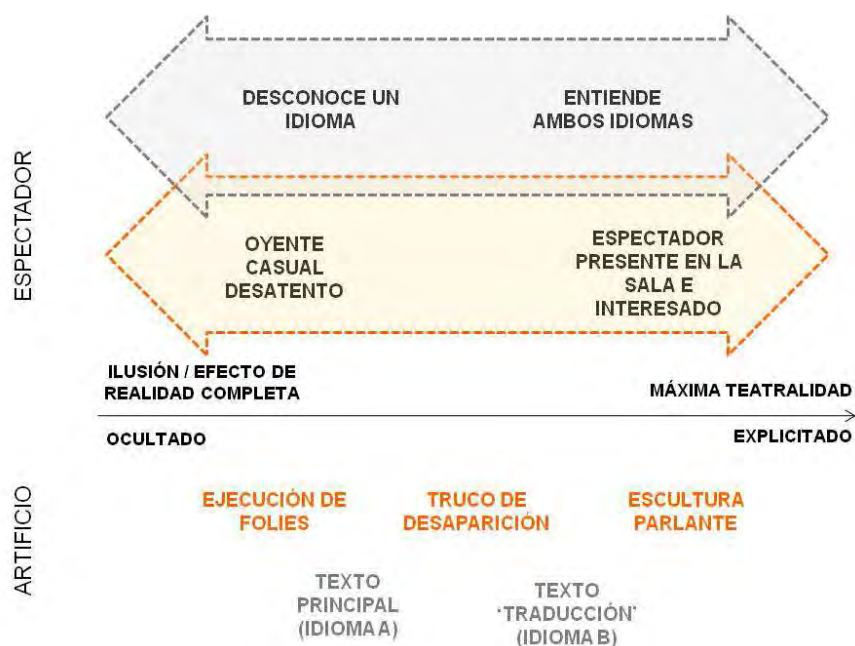 ESPECTADOR
DESCONOCE UN
IDIOMA
ENTIENDE
AMBOS IDIOMAS
OYENTE
CASUAL
DESATENTO
ESPECTADOR
PRESENTE EN LA
SALA E
INTERESADO
ILUSIÓN / EFECTO DE
REALIDAD COMPLETA
MÁXIMA TEATRALIDAD
OCULTADO
EXPLICITADO
ARTIFICIO
EJECUCIÓN DE
FOLIES
TRUCO DE
DESAPARICIÓN
ESCULTURA
PARLANTE
TEXTO
PRINCIPAL
(IDIOMA A)
TEXTO
'TRADUCCIÓN'
(IDIOMA B)